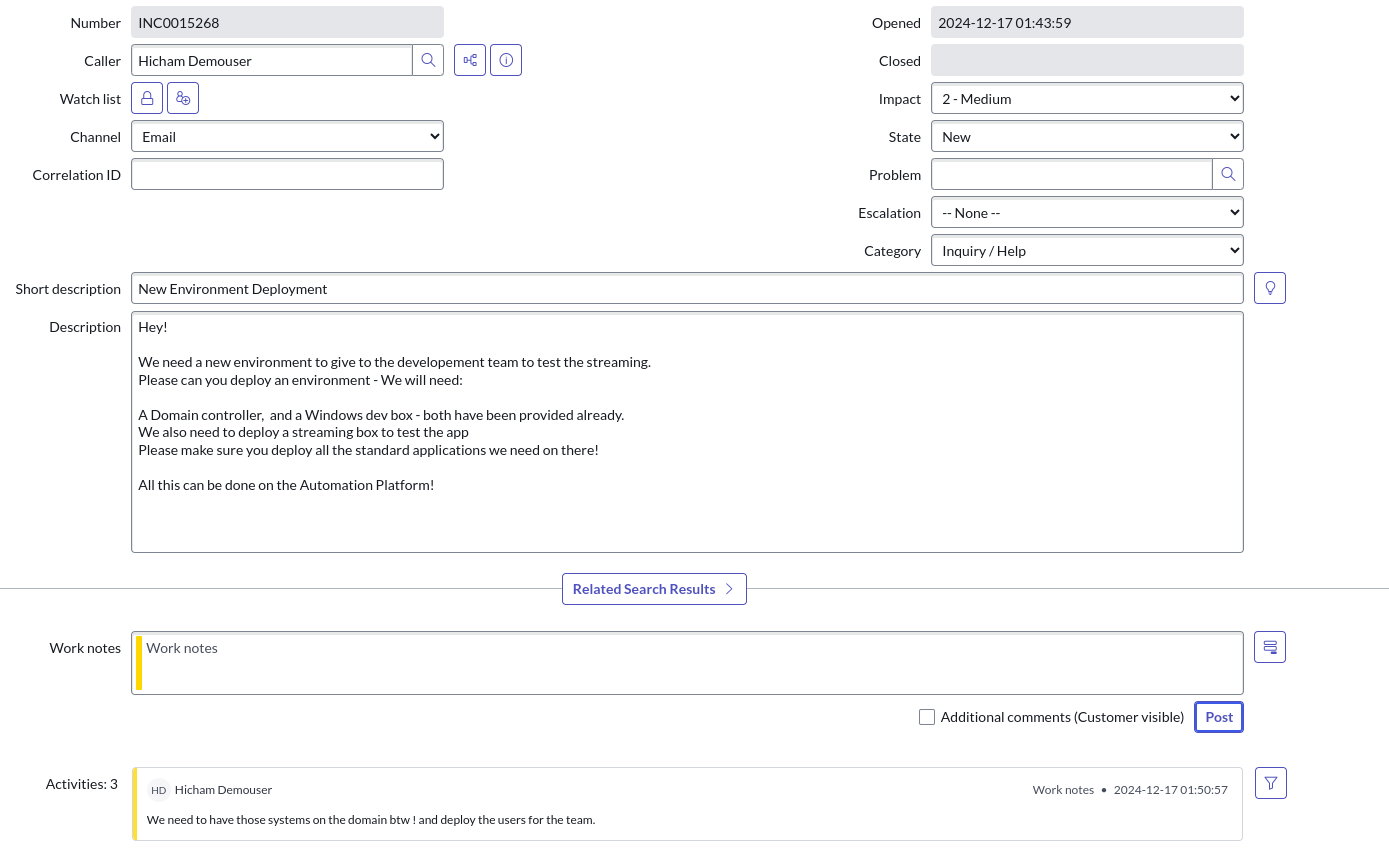 Number INC0015268
Opened 2024-12-17 01:43:59
Caller Hicham Demouser
Closed
Watch list
Impact 2 - Medium
Channel Email
State New
Correlation ID
Problem
Escalation -- None --
Category Inquiry / Help
Short description New Environment Deployment
Description Hey!
We need a new environment to give to the developement team to test the streaming.
Please can you deploy an environment - We will need:
A Domain controller,  and a Windows dev box - both have been provided already.
We also need to deploy a streaming box to test the app
Please make sure you deploy all the standard applications we need on there!
All this can be done on the Automation Platform!
Related Search Results
Work notes Work notes
Additional comments (Customer visible) Post
Activities: 3 HD Hicham Demouser Work notes • 2024-12-17 01:50:57
We need to have those systems on the domain btw ! and deploy the users for the team.